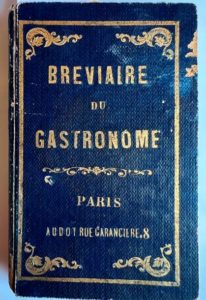 BREVIAIRE
DU
GASTRONOME
PARIS
AUDOT RUE GARANCIERE.8